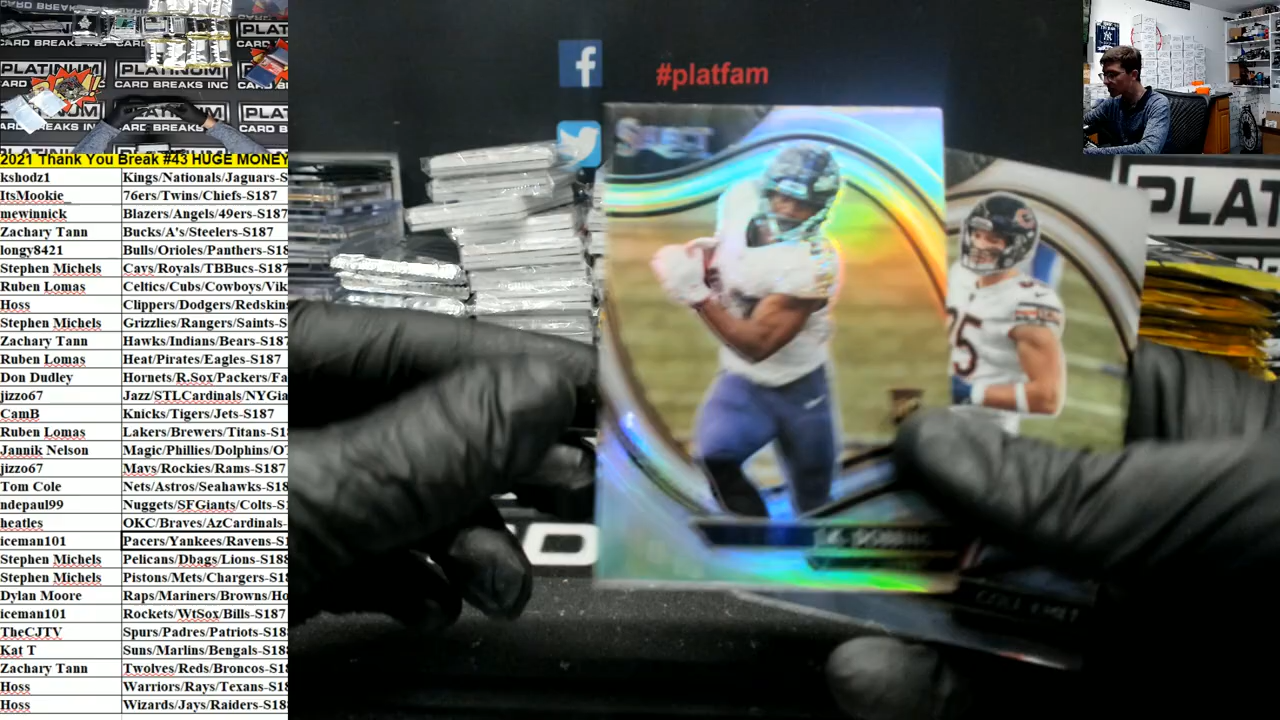 PLATINUM
CARD BREAKS INC
#platfam
PLAT
SELECT
85
2021 Thank You Break #43 HUGE MONEY
kshodz1 Kings/Nationals/Jaguars-S
ItsMookie_ 76ers/Twins/Chiefs-S187
mewinnick Blazers/Angels/49ers-S187
Zachary Tann Bucks/A's/Steelers-S187
longy8421 Bulls/Orioles/Panthers-S18
Stephen Michels Cavs/Royals/TBBucs-S187
Ruben Lomas Celtics/Cubs/Cowboys/Vik
Hoss Clippers/Dodgers/Redskin
Stephen Michels Grizzlies/Rangers/Saints-S
Zachary Tann Hawks/Indians/Bears-S187
Ruben Lomas Heat/Pirates/Eagles-S187
Don Dudley Hornets/R.Sox/Packers/Fa
jizzo67 Jazz/STLCardinals/NYGia
CamB Knicks/Tigers/Jets-S187
Ruben Lomas Lakers/Brewers/Titans-S1
Jannik Nelson Magic/Phillies/Dolphins/OT
jizzo67 Mavs/Rockies/Rams-S187
Tom Cole Nets/Astros/Seahawks-S18
ndepaul99 Nuggets/SFGiants/Colts-S1
heatles OKC/Braves/AzCardinals-
iceman101 Pacers/Yankees/Ravens-S1
Stephen Michels Pelicans/Dbags/Lions-S188
Stephen Michels Pistons/Mets/Chargers-S18
Dylan Moore Raps/Mariners/Browns/Ho
iceman101 Rockets/WtSox/Bills-S187
TheCJTV Spurs/Padres/Patriots-S18
Kat T Suns/Marlins/Bengals-S18
Zachary Tann Twolves/Reds/Broncos-S18
Hoss Warriors/Rays/Texans-S18
Hoss Wizards/Jays/Raiders-S18